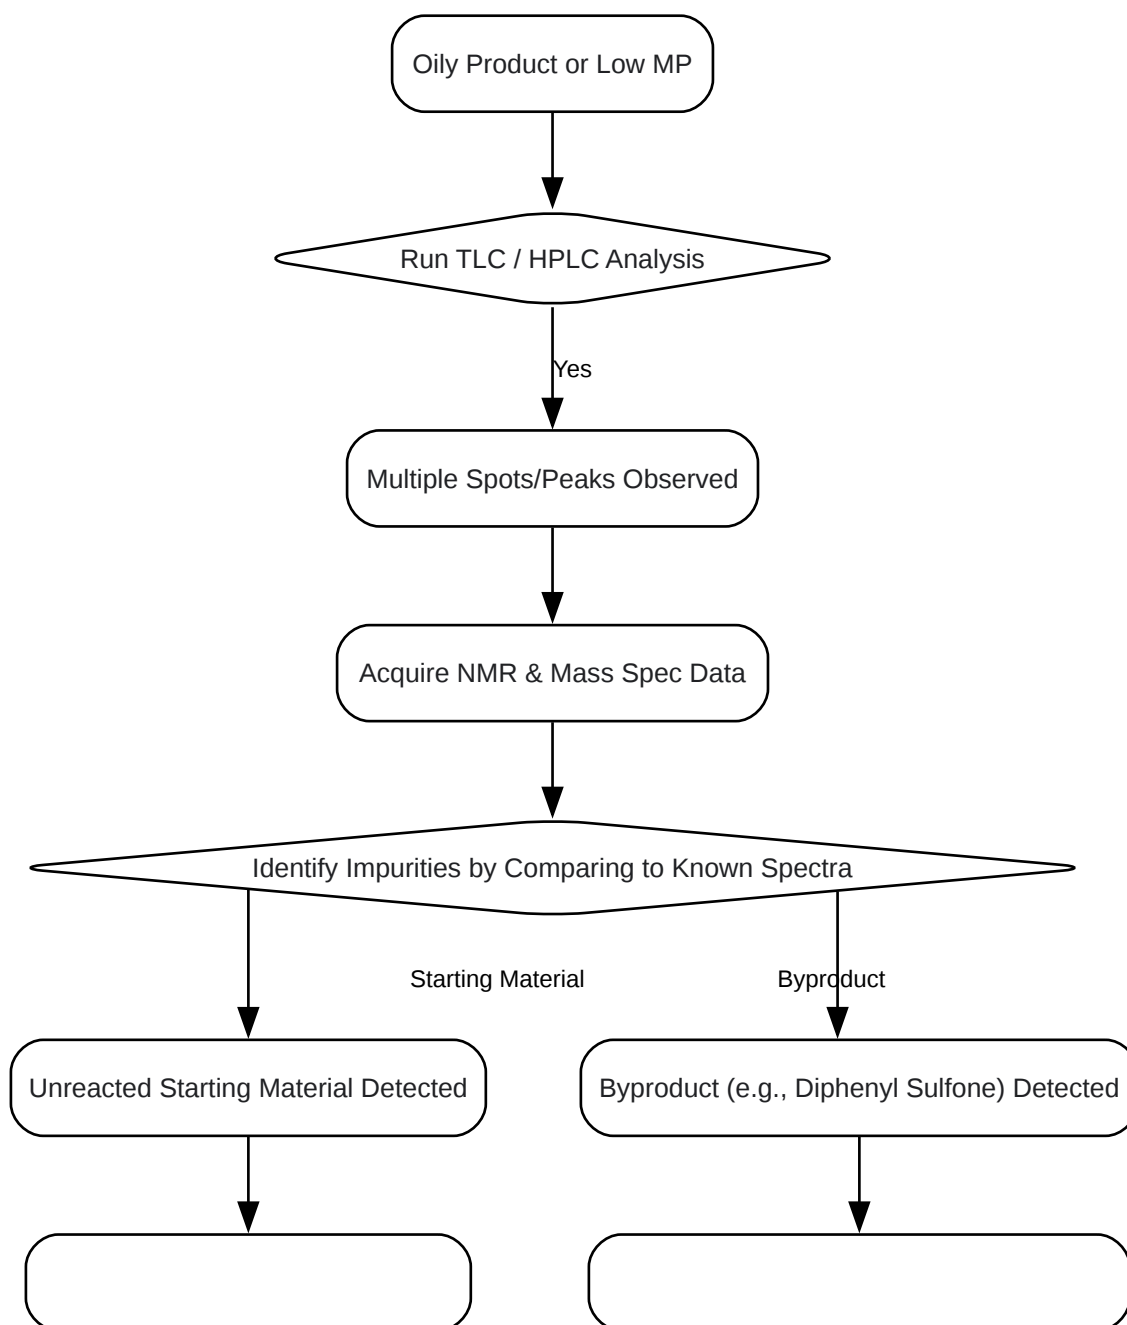 Oily Product or Low MP
Run TLC / HPLC Analysis
Yes
Multiple Spots/Peaks Observed
Acquire NMR & Mass Spec Data
Identify Impurities by Comparing to Known Spectra
Starting Material
Byproduct
Unreacted Starting Material Detected
Byproduct (e.g., Diphenyl Sulfone) Detected